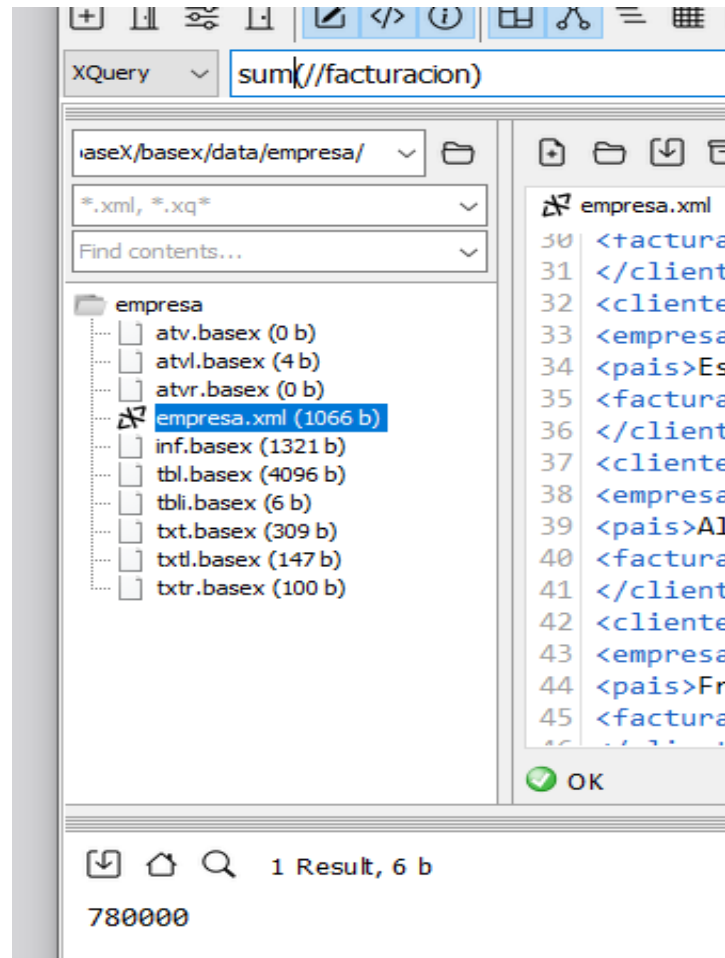 XQuery
sum(//facturacion)
aseX/basex/data/empresa/
*.xml, *.xq*
Find contents...
empresa
atv.basex (0 b)
atvl.basex (4 b)
atvr.basex (0 b)
empresa.xml (1066 b)
inf.basex (1321 b)
tbl.basex (4096 b)
tbli.basex (6 b)
txt.basex (309 b)
txtl.basex (147 b)
txtr.basex (100 b)
empresa.xml
30 <factura
31 </client
32 <cliente
33 <empresa
34 <pais>Es
35 <factura
36 </client
37 <cliente
38 <empresa
39 <pais>Al
40 <factura
41 </client
42 <cliente
43 <empresa
44 <pais>Fr
45 <factura
OK
1 Result, 6 b
780000